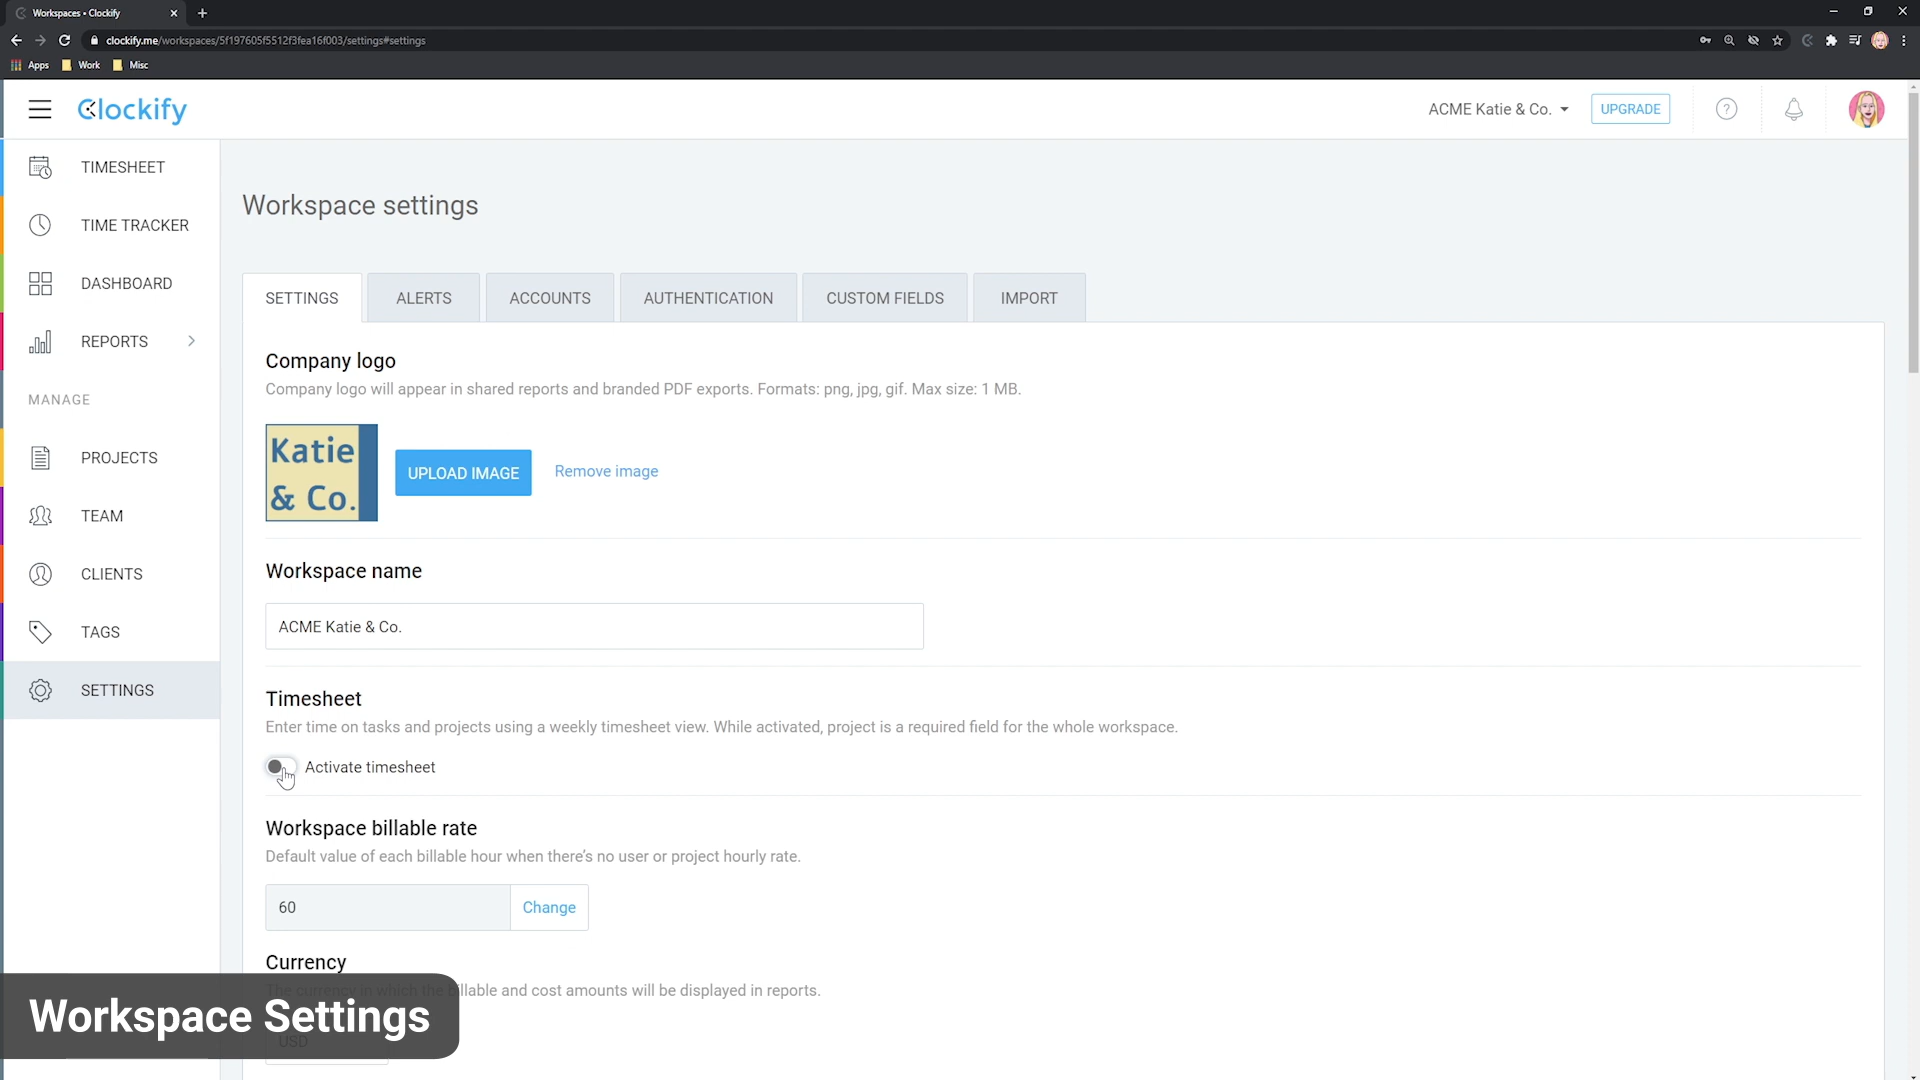 Workspaces • Clockify
clockify.me/workspaces/5f197605f5512f3fea16f003/settings#settings
Apps Work Misc
Clockify
ACME Katie & Co.
UPGRADE
TIMESHEET
TIME TRACKER
DASHBOARD
REPORTS
MANAGE
PROJECTS
TEAM
CLIENTS
TAGS
SETTINGS
Workspace settings
SETTINGS ALERTS ACCOUNTS AUTHENTICATION CUSTOM FIELDS IMPORT
Company logo
Company logo will appear in shared reports and branded PDF exports. Formats: png, jpg, gif. Max size: 1 MB.
Katie
& Co.
UPLOAD IMAGE
Remove image
Workspace name
ACME Katie & Co.
Timesheet
Enter time on tasks and projects using a weekly timesheet view. While activated, project is a required field for the whole workspace.
Activate timesheet
Workspace billable rate
Default value of each billable hour when there's no user or project hourly rate.
60
Change
Currency
The currency in which the billable and cost amounts will be displayed in reports.
USD
Workspace Settings